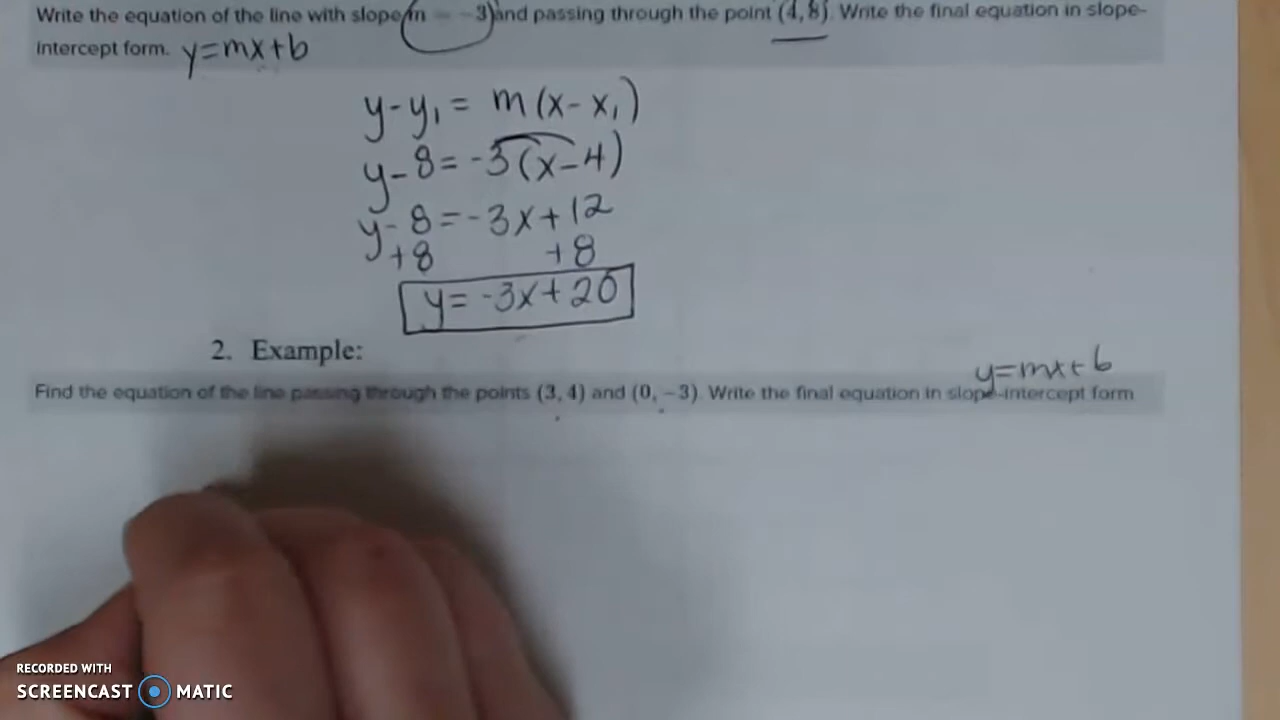 Write the equation of the line with slope m = -3 and passing through the point (4, 8). Write the final equation in slope-
intercept form. y=mx+b
y-y₁ = m(x-x₁)
y-8=-3(x-4)
y-8=-3x+12
+8 +8
y=-3x+20
2. Example:
y=mx+b
Find the equation of the line passing through the points (3, 4) and (0, -3). Write the final equation in slope-intercept form
RECORDED WITH
SCREENCAST MATIC